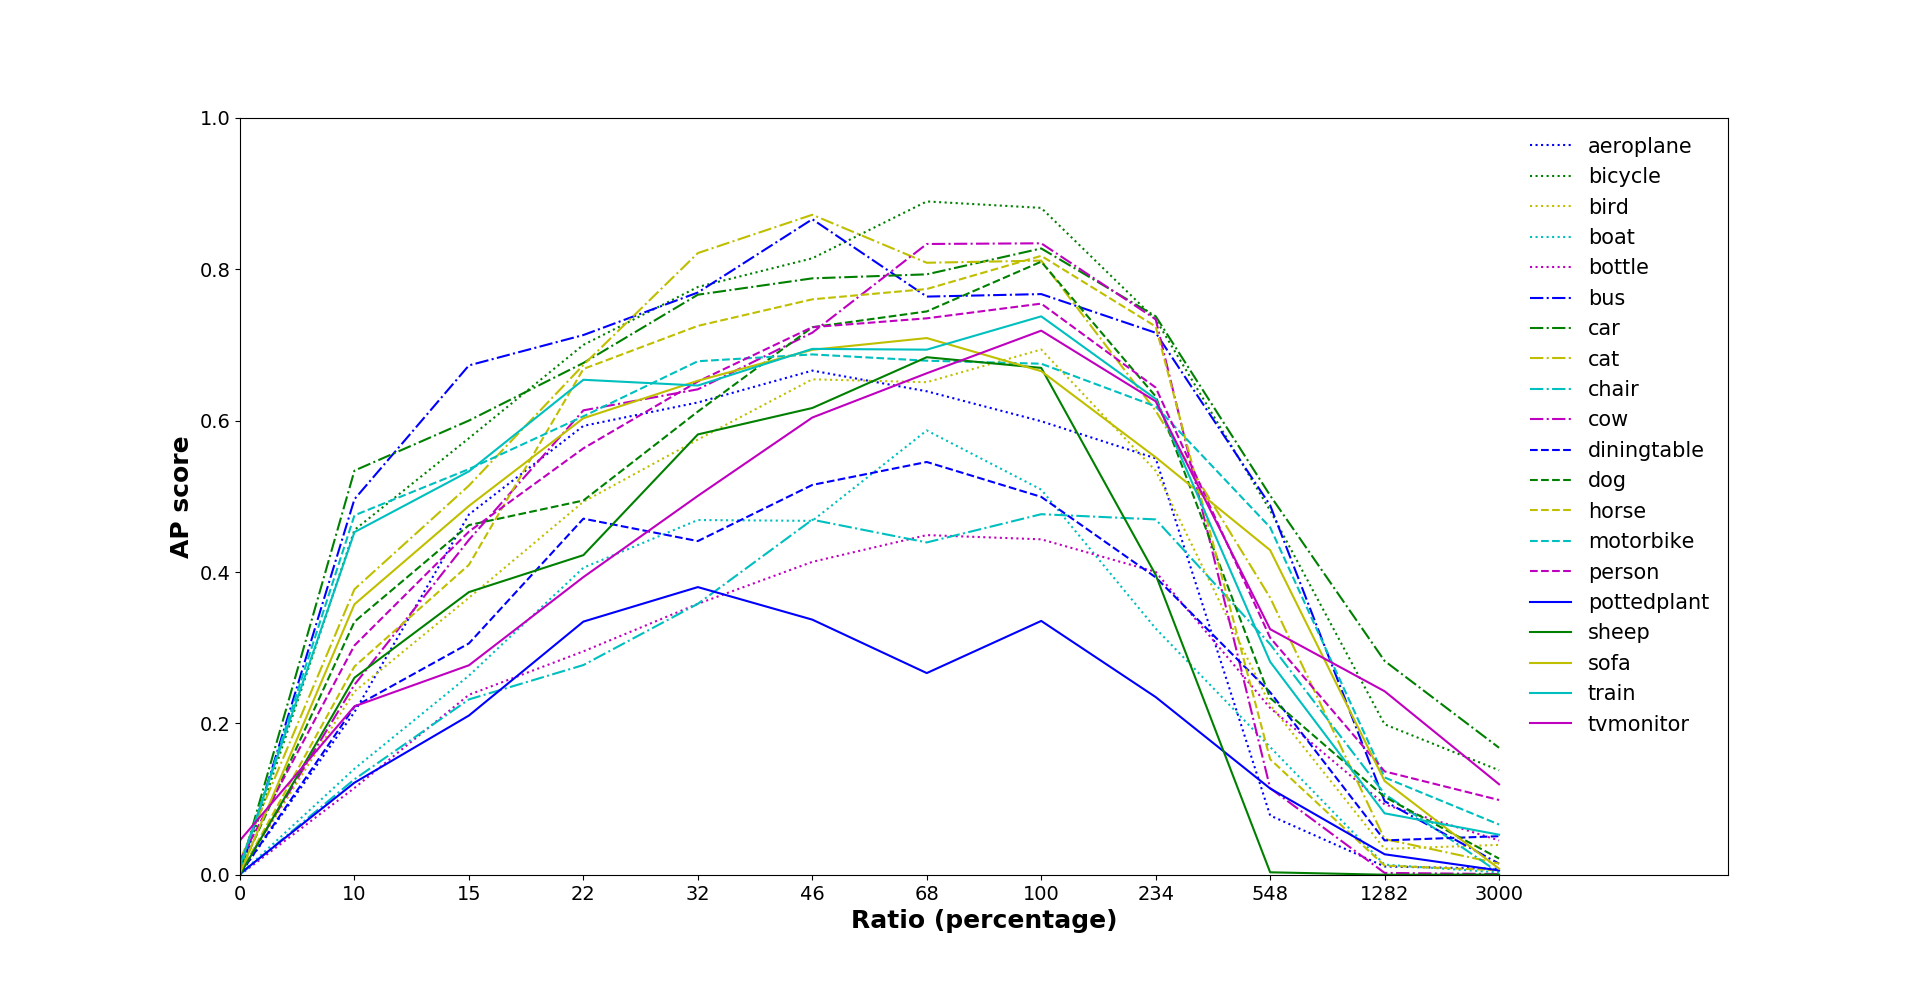 1.0
0.8
0.6
0.4
0.2
0.0
AP score
0 10 15 22 32 46 68 100 234 548 1282 3000
Ratio (percentage)
aeroplane
bicycle
bird
boat
bottle
bus
car
cat
chair
cow
diningtable
dog
horse
motorbike
person
pottedplant
sheep
sofa
train
tvmonitor